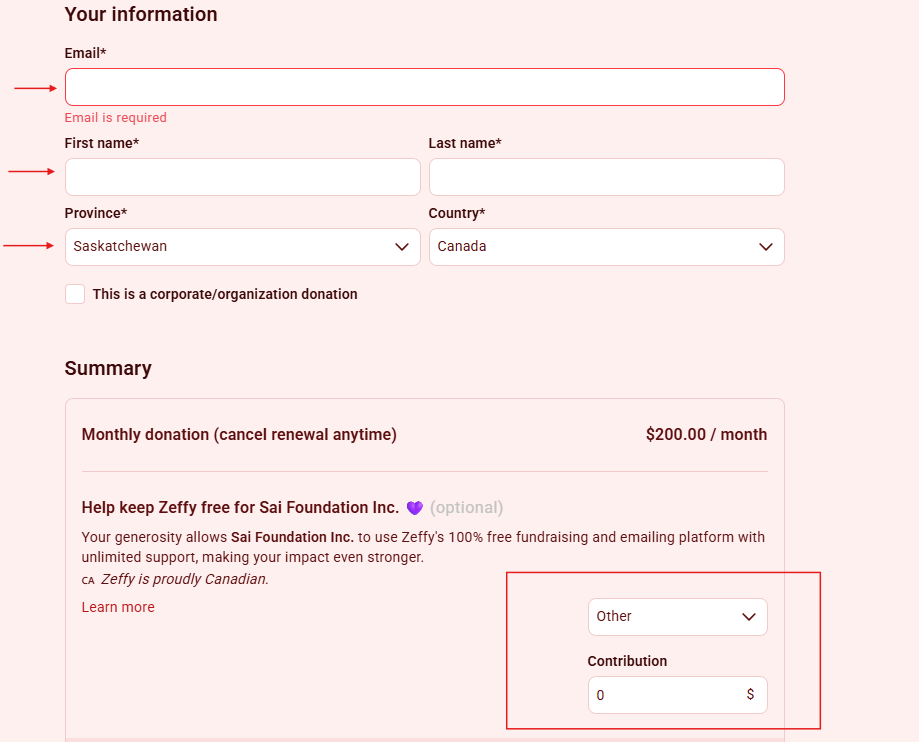 Your information
Email*
Email is required
First name* Last name*
Province* Country*
Saskatchewan Canada
This is a corporate/organization donation
Summary
Monthly donation (cancel renewal anytime) $200.00 / month
Help keep Zeffy free for Sai Foundation Inc. 💜 (optional)
Your generosity allows Sai Foundation Inc. to use Zeffy's 100% free fundraising and emailing platform with
unlimited support, making your impact even stronger.
CA Zeffy is proudly Canadian.
Learn more
Other
Contribution
0 $